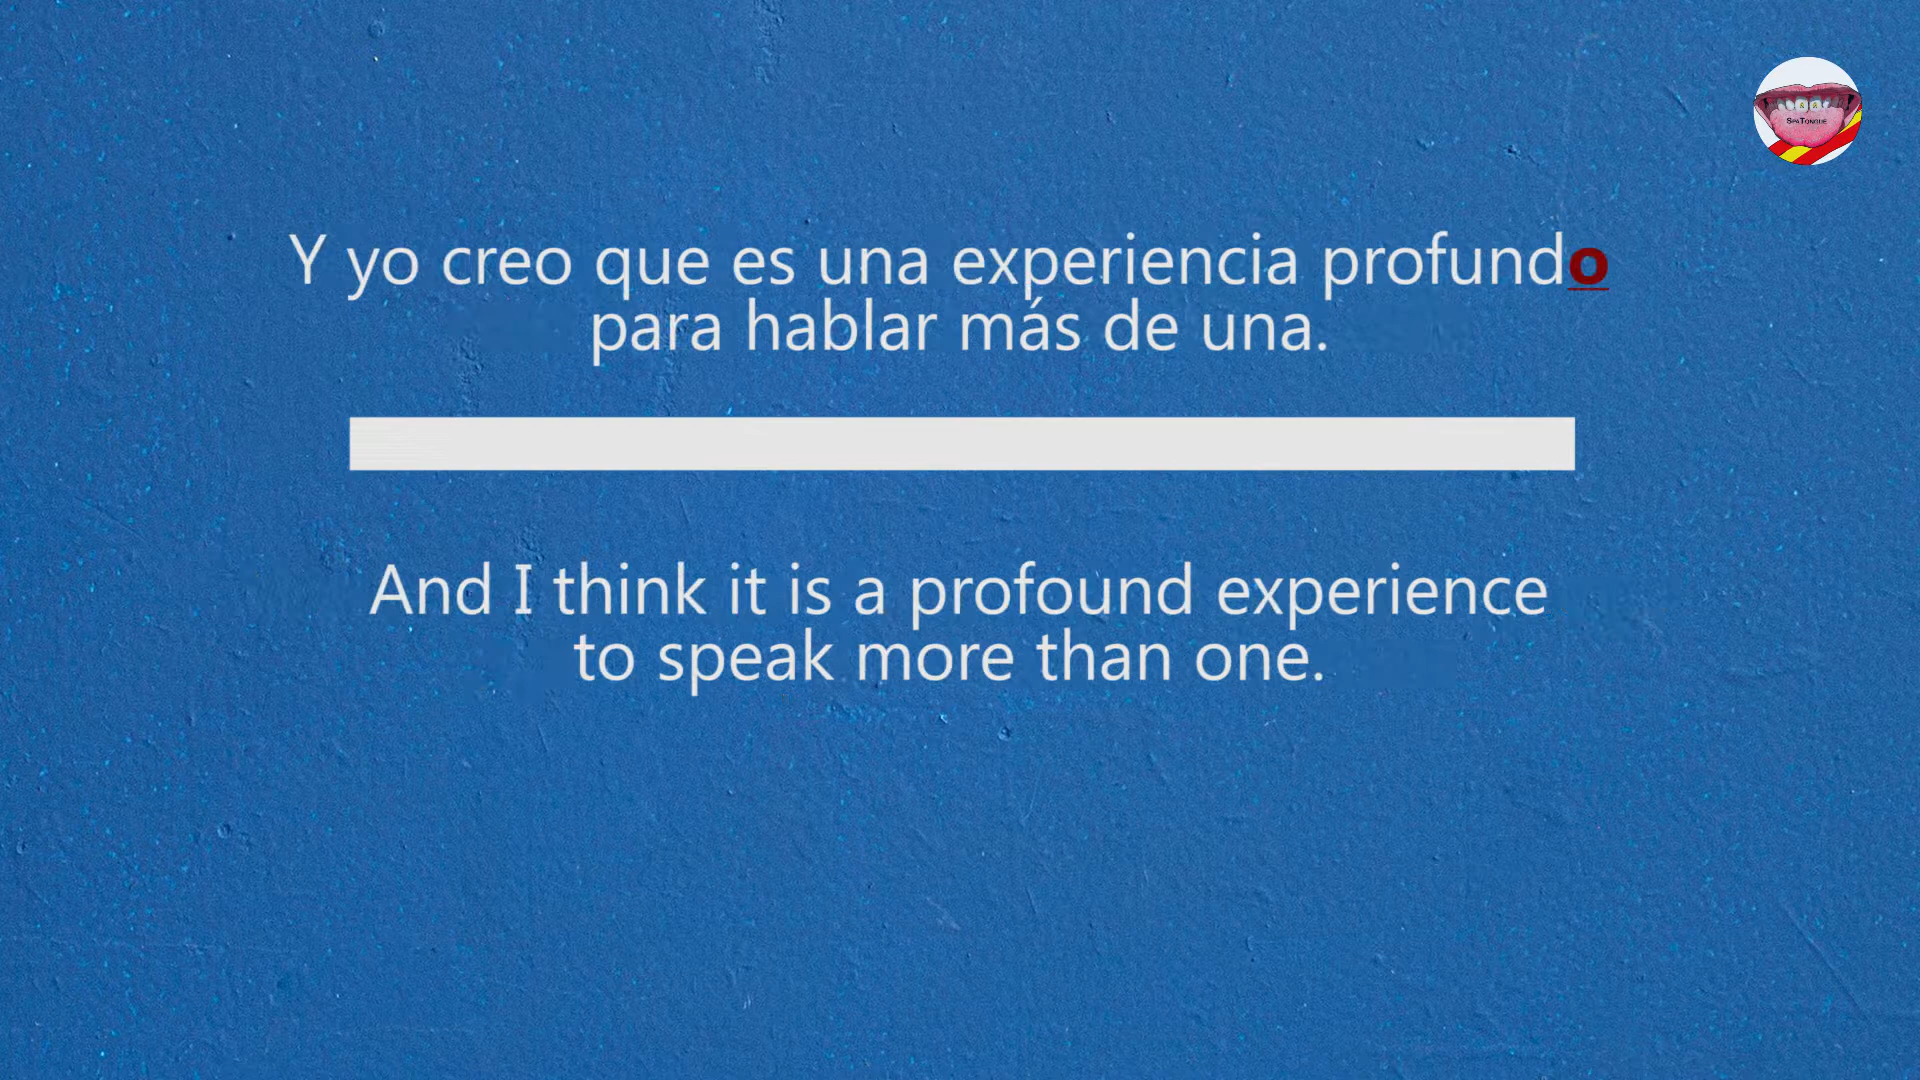 SpaTongue
Y yo creo que es una experiencia profundo
para hablar más de una.
And I think it is a profound experience
to speak more than one.